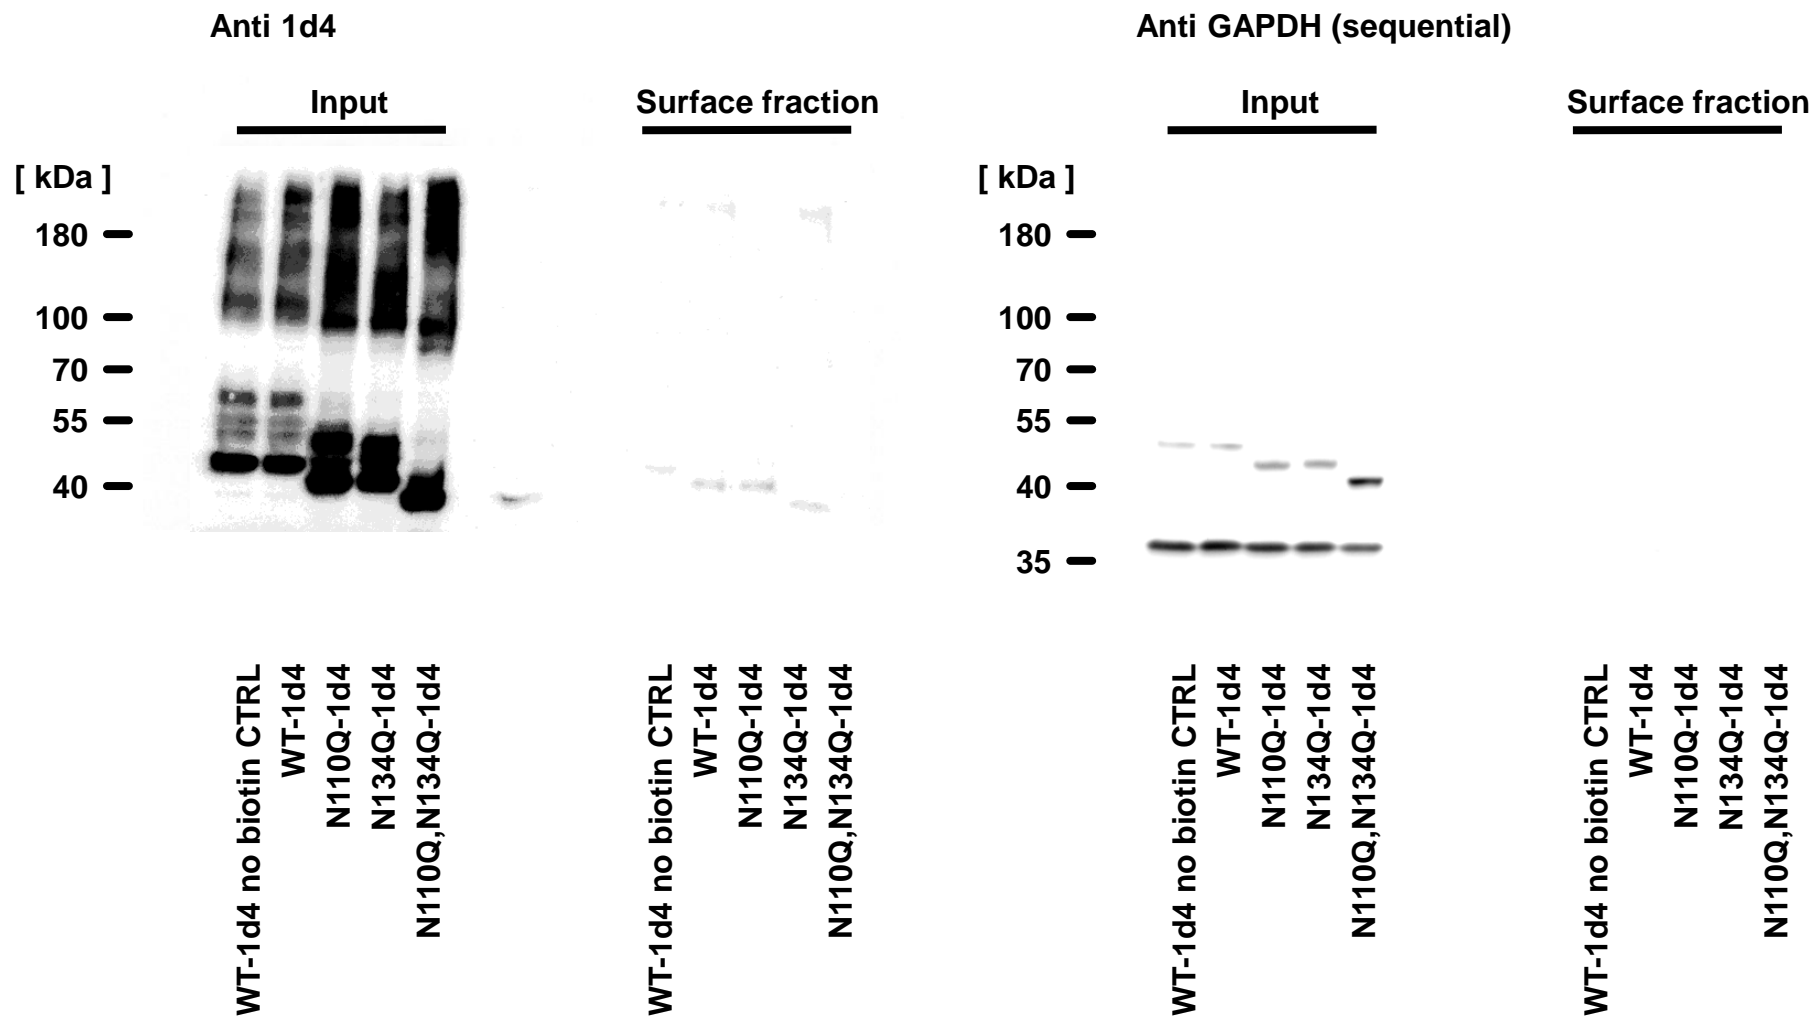 Anti 1d4
Anti GAPDH (sequential)
Input
Surface fraction
Input
Surface fraction
[ kDa ]
180
100
70
55
40
[ kDa ]
180
100
70
55
40
35
WT-1d4 no biotin CTRL
WT-1d4
N110Q-1d4
N134Q-1d4
N110Q,N134Q-1d4
WT-1d4 no biotin CTRL
WT-1d4
N110Q-1d4
N134Q-1d4
N110Q,N134Q-1d4
WT-1d4 no biotin CTRL
WT-1d4
N110Q-1d4
N134Q-1d4
N110Q,N134Q-1d4
WT-1d4 no biotin CTRL
WT-1d4
N110Q-1d4
N134Q-1d4
N110Q,N134Q-1d4